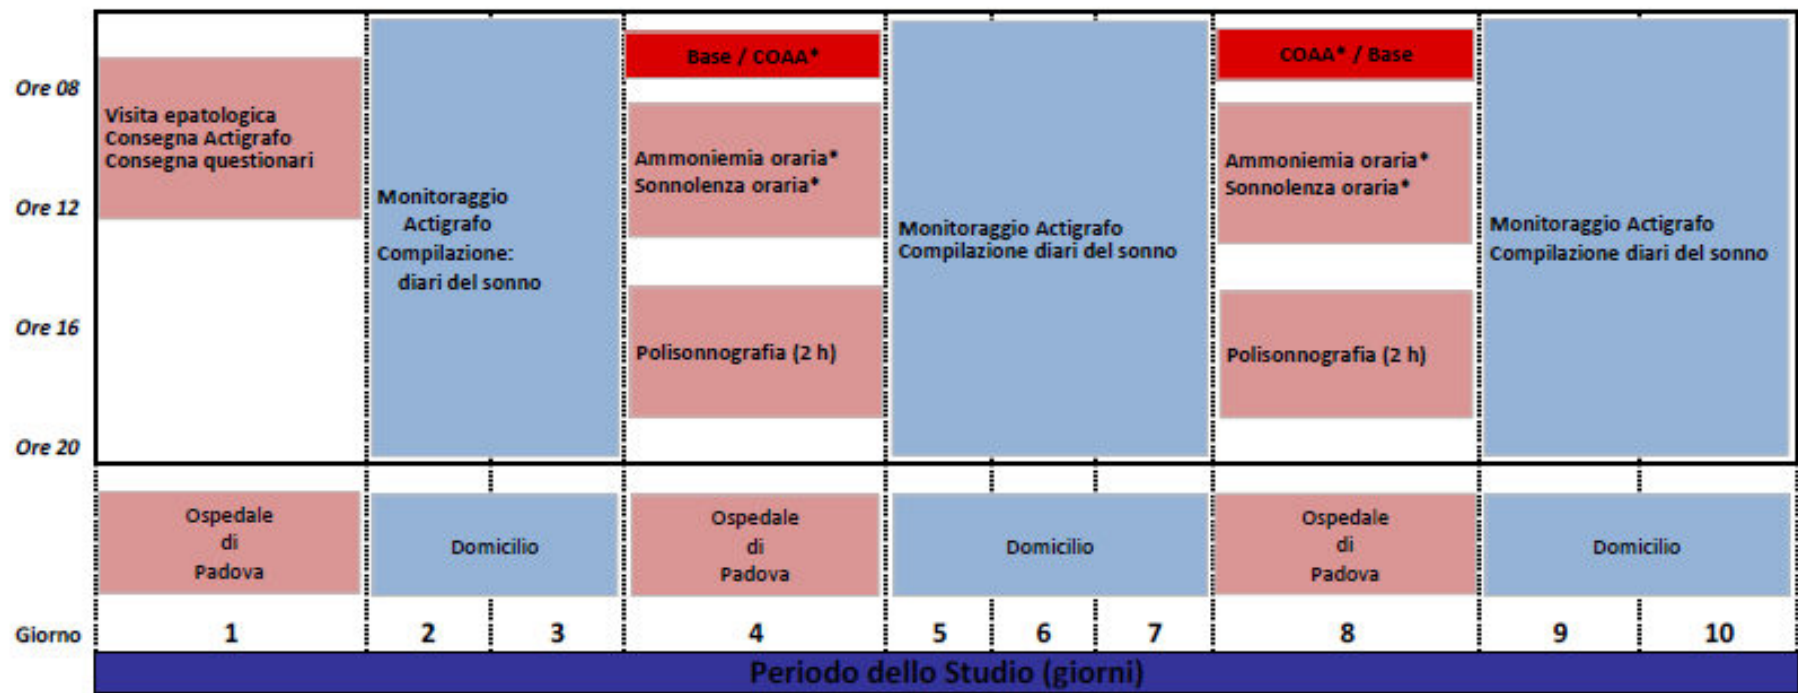 Base / COAA*
COAA* / Base
Ore 08
Visita epatologica
Consegna Actigrafo
Consegna questionari
Ammoniemia oraria*
Sonnolenza oraria*
Ammoniemia oraria*
Sonnolenza oraria*
Ore 12
Monitoraggio
Actigrafo
Compilazione:
diari del sonno
Monitoraggio Actigrafo
Compilazione diari del sonno
Monitoraggio Actigrafo
Compilazione diari del sonno
Ore 16
Polisonnografia (2 h)
Polisonnografia (2 h)
Ore 20
Ospedale
di
Padova
Domicilio
Ospedale
di
Padova
Domicilio
Ospedale
di
Padova
Domicilio
Giorno 1 2 3 4 5 6 7 8 9 10
Periodo dello Studio (giorni)